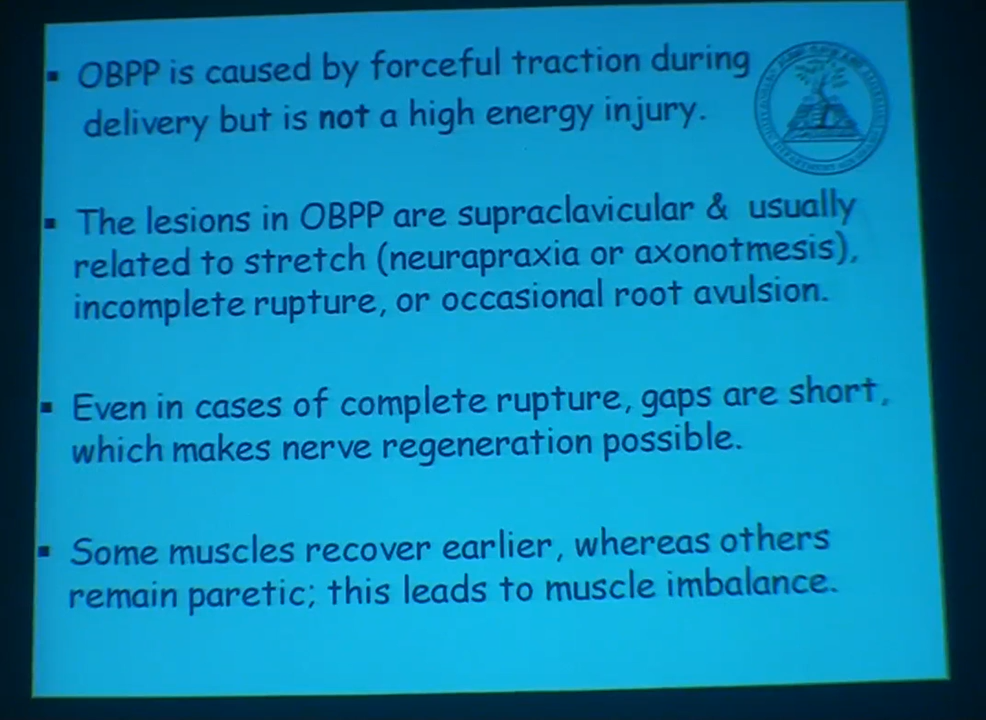 ▪ OBPP is caused by forceful traction during
delivery but is not a high energy injury.
▪ The lesions in OBPP are supraclavicular & usually
related to stretch (neurapraxia or axonotmesis),
incomplete rupture, or occasional root avulsion.
▪ Even in cases of complete rupture, gaps are short,
which makes nerve regeneration possible.
▪ Some muscles recover earlier, whereas others
remain paretic; this leads to muscle imbalance.